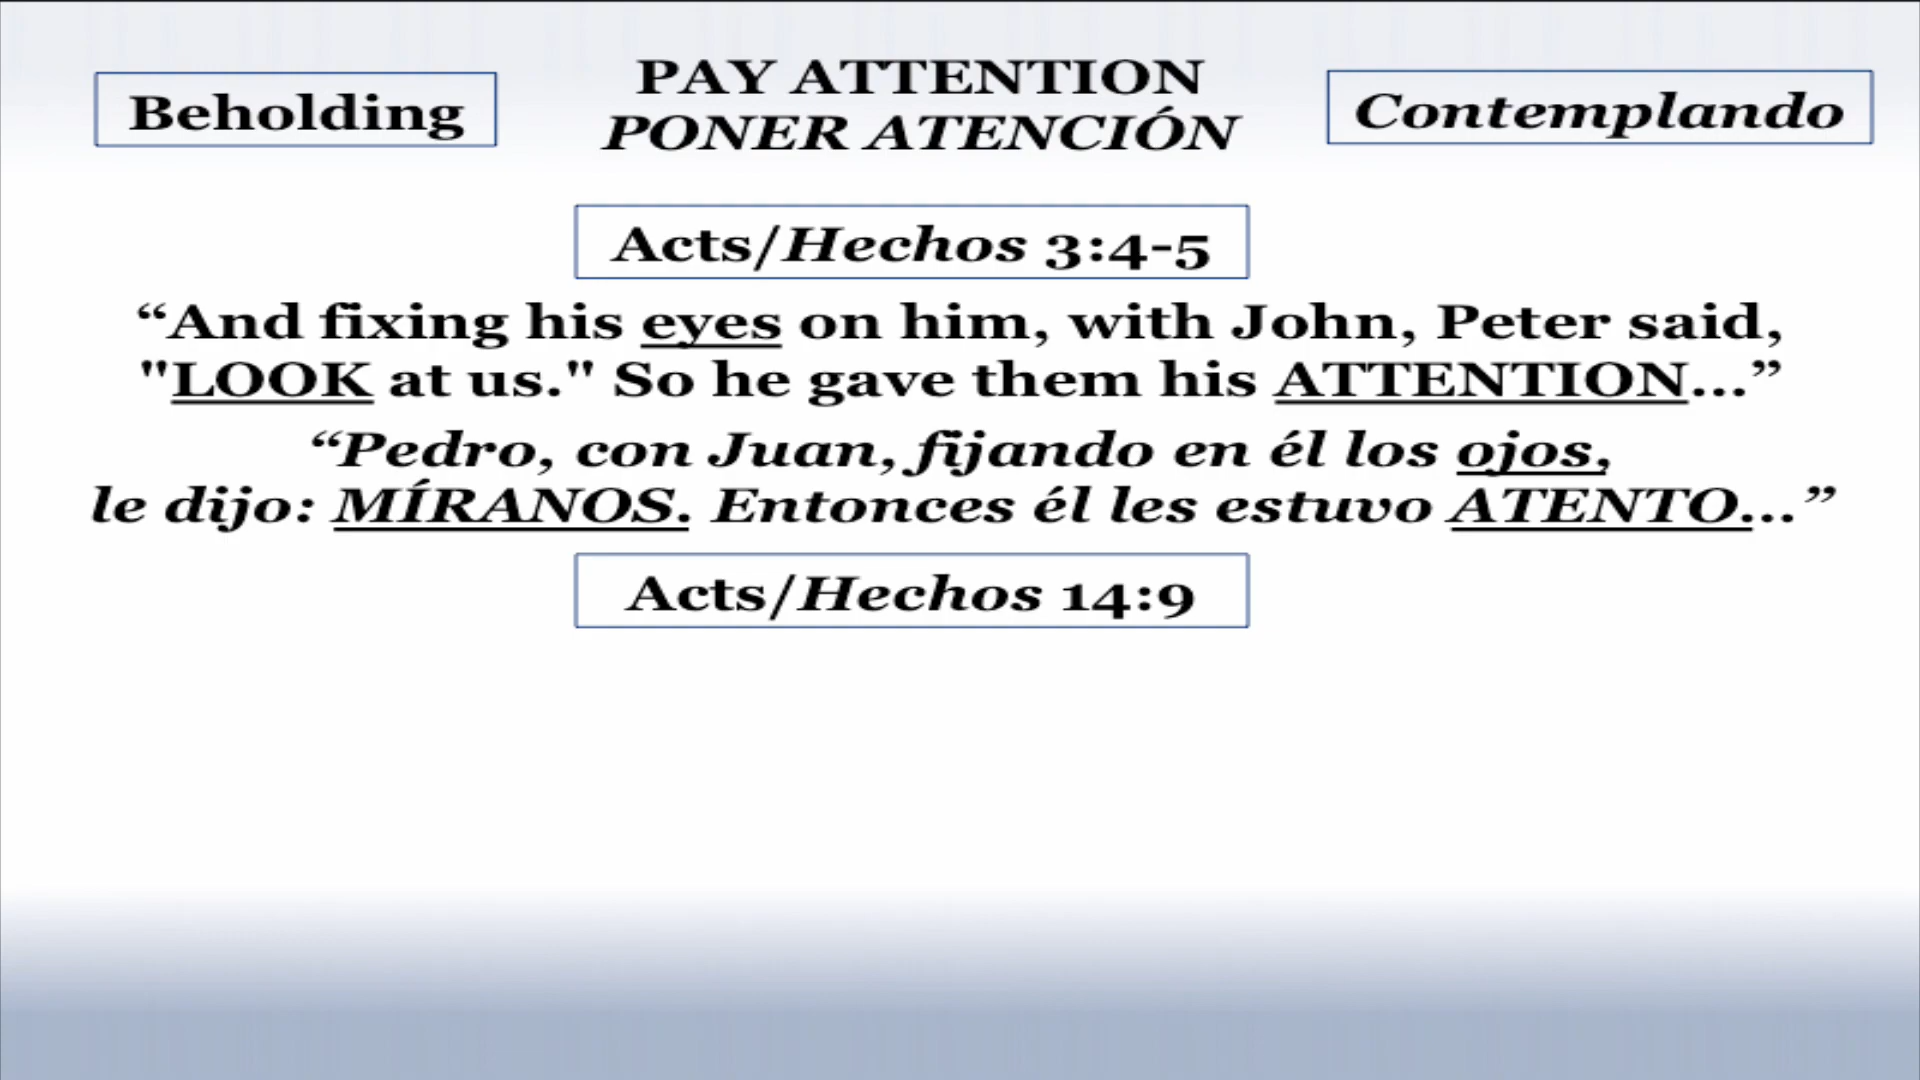 Beholding
PAY ATTENTION
PONER ATENCIÓN
Contemplando
Acts/Hechos 3:4-5
“And fixing his eyes on him, with John, Peter said,
"LOOK at us." So he gave them his ATTENTION...”
“Pedro, con Juan, fijando en él los ojos,
le dijo: MÍRANOS. Entonces él les estuvo ATENTO...”
Acts/Hechos 14:9